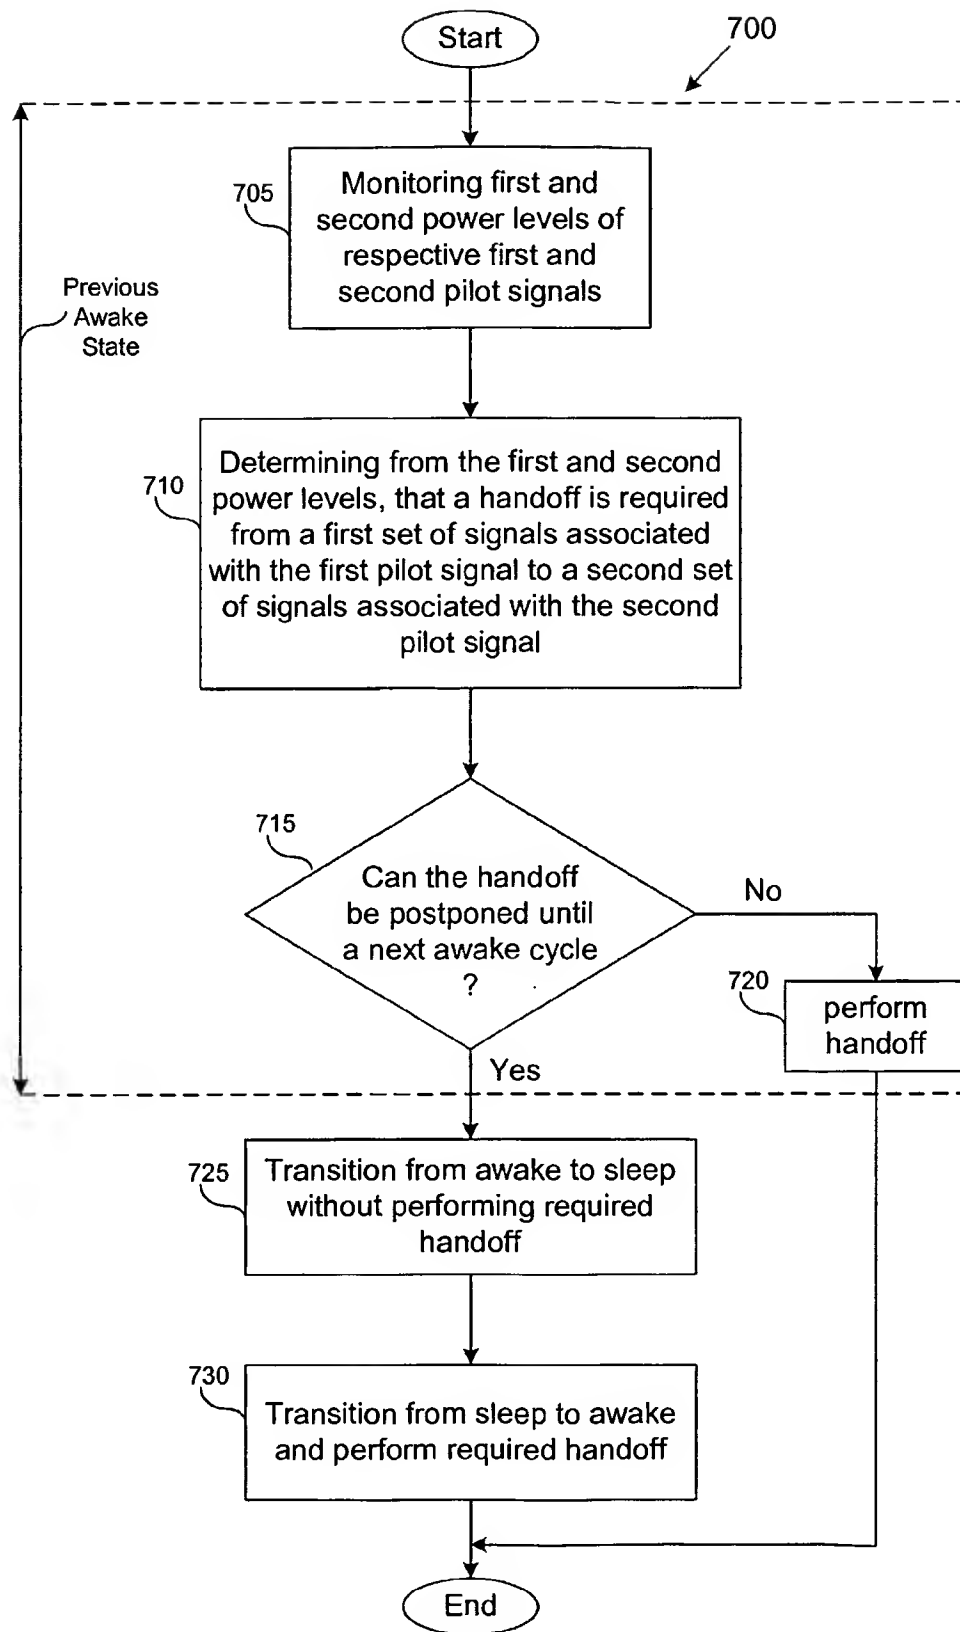 Start
700
705
Monitoring first and
second power levels of
respective first and
second pilot signals
Previous
Awake
State
710
Determining from the first and second
power levels, that a handoff is required
from a first set of signals associated
with the first pilot signal to a second set
of signals associated with the second
pilot signal
715
Can the handoff
be postponed until
a next awake cycle
?
No
720
perform
handoff
Yes
725
Transition from awake to sleep
without performing required
handoff
730
Transition from sleep to awake
and perform required handoff
End